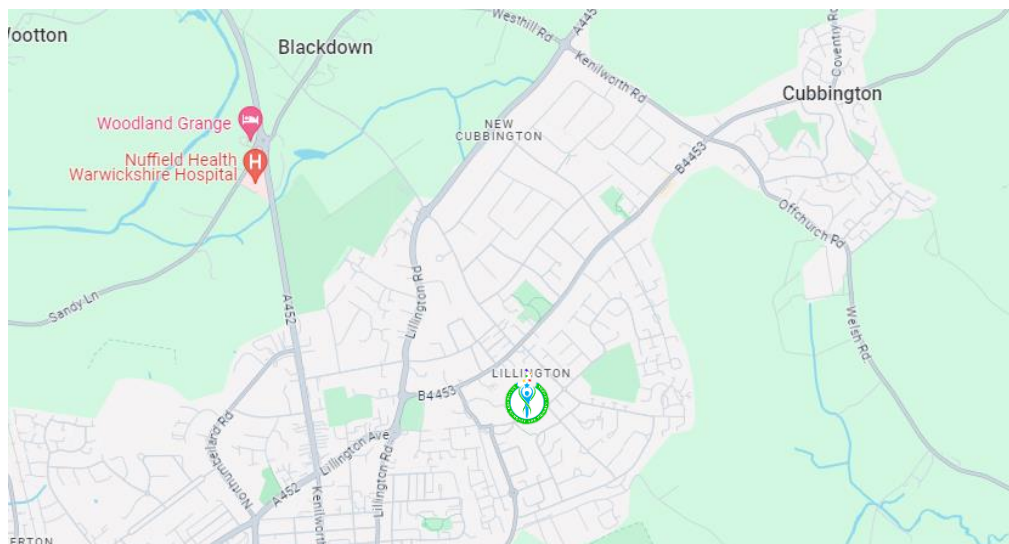 Westhill Rd
A445
Coventry Rd
Wootton
Blackdown
Kenilworth Rd
Cubbington
Woodland Grange
NEW
CUBBINGTON
H
Nuffield Health
Warwickshire Hospital
B4453
Offchurch Rd
Sandy Ln
A452
Lillington Rd
Welsh Rd
LILLINGTON
B4453
Northumberland Rd
Lillington Ave
Lillington Rd
A452
Kenilworth
ERTON